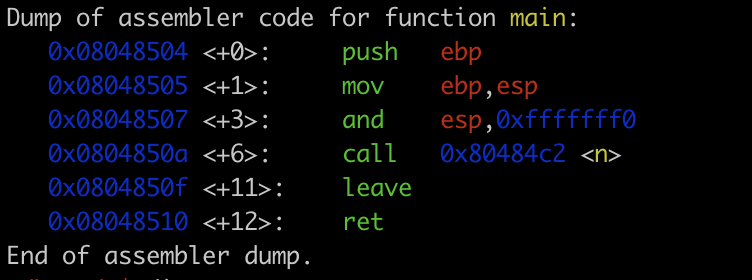 Dump of assembler code for function main:
0x08048504 <+0>: push ebp
0x08048505 <+1>: mov ebp,esp
0x08048507 <+3>: and esp,0xfffffff0
0x0804850a <+6>: call 0x80484c2 <n>
0x0804850f <+11>: leave
0x08048510 <+12>: ret
End of assembler dump.